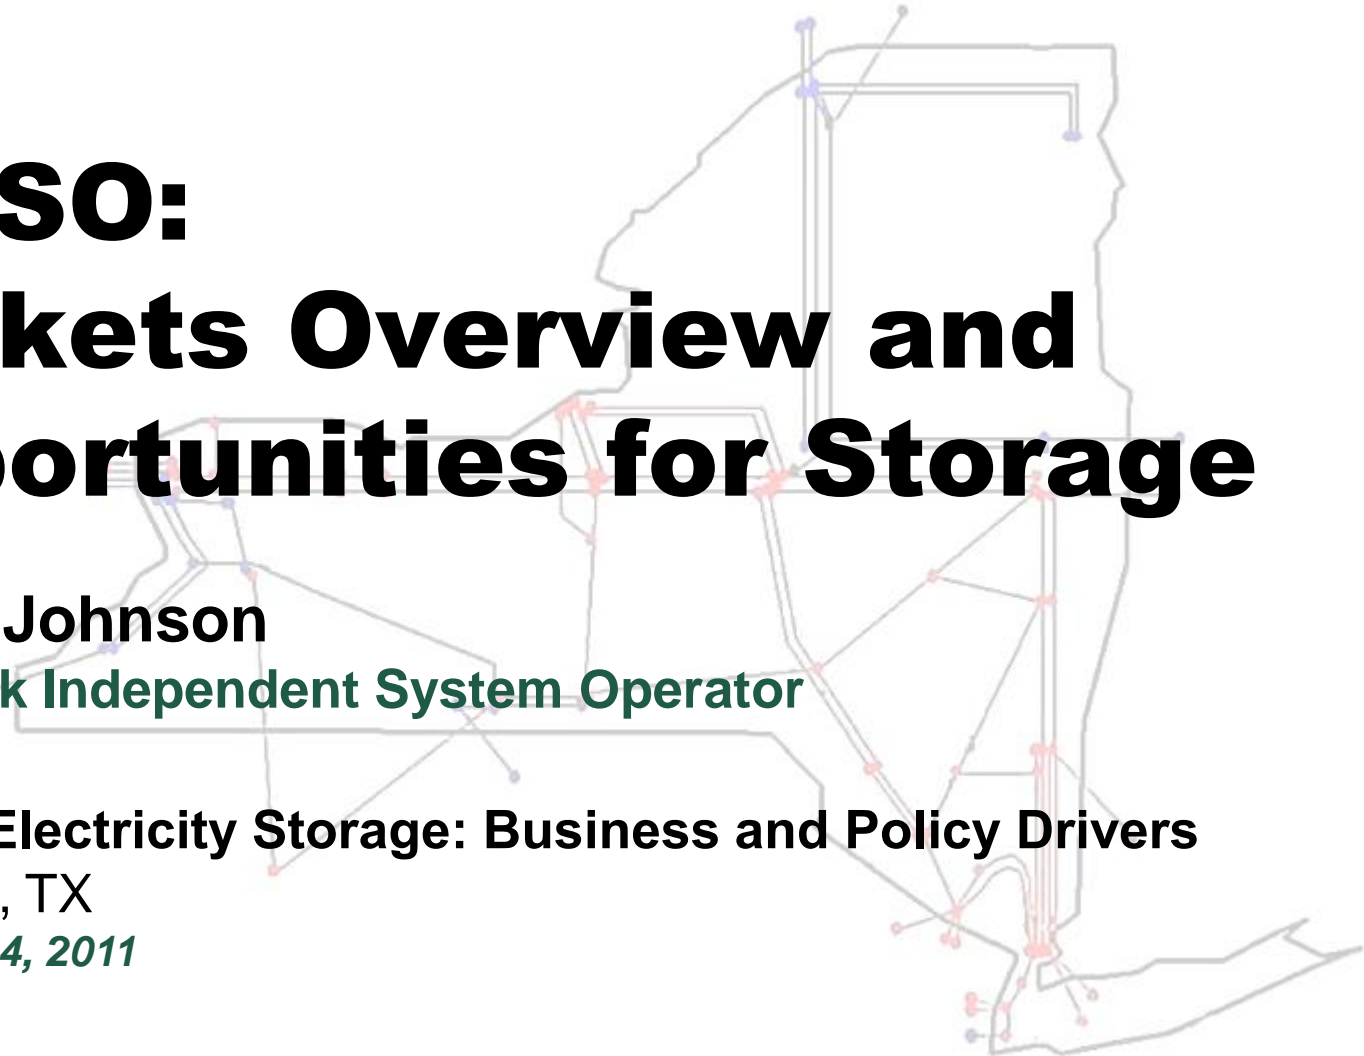 SO:
kets Overview and
portunities for Storage
Johnson
k Independent System Operator
Electricity Storage: Business and Policy Drivers
, TX
4, 2011